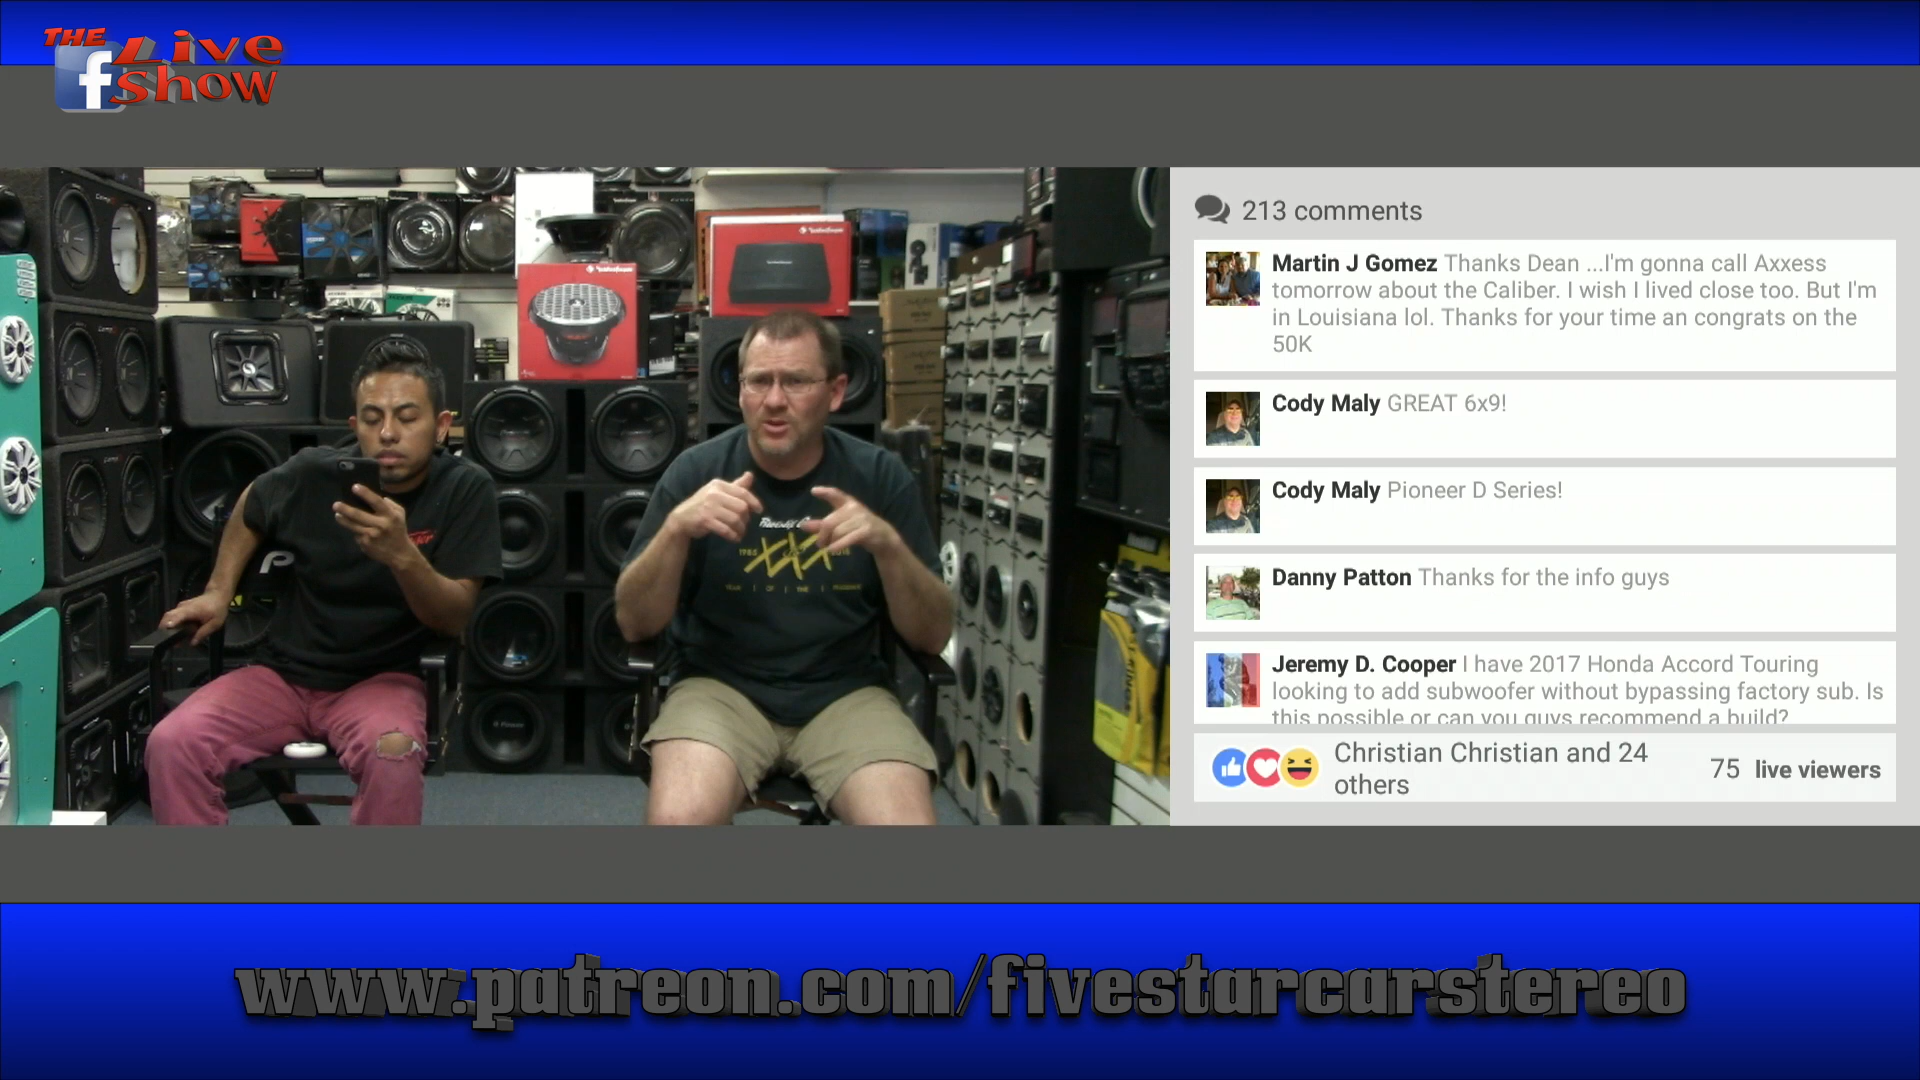 THE
Live
Show
213 comments
Martin J Gomez Thanks Dean ...I'm gonna call Axxess
tomorrow about the Caliber. I wish I lived close too. But I'm
in Louisiana lol. Thanks for your time an congrats on the
50K
Cody Maly GREAT 6x9!
Cody Maly Pioneer D Series!
Danny Patton Thanks for the info guys
Jeremy D. Cooper I have 2017 Honda Accord Touring
looking to add subwoofer without bypassing factory sub. Is
this possible or can you guys recommend a build?
Christian Christian and 24
others
75 live viewers
XXX
www.patreon.com/fivestarcarstereo